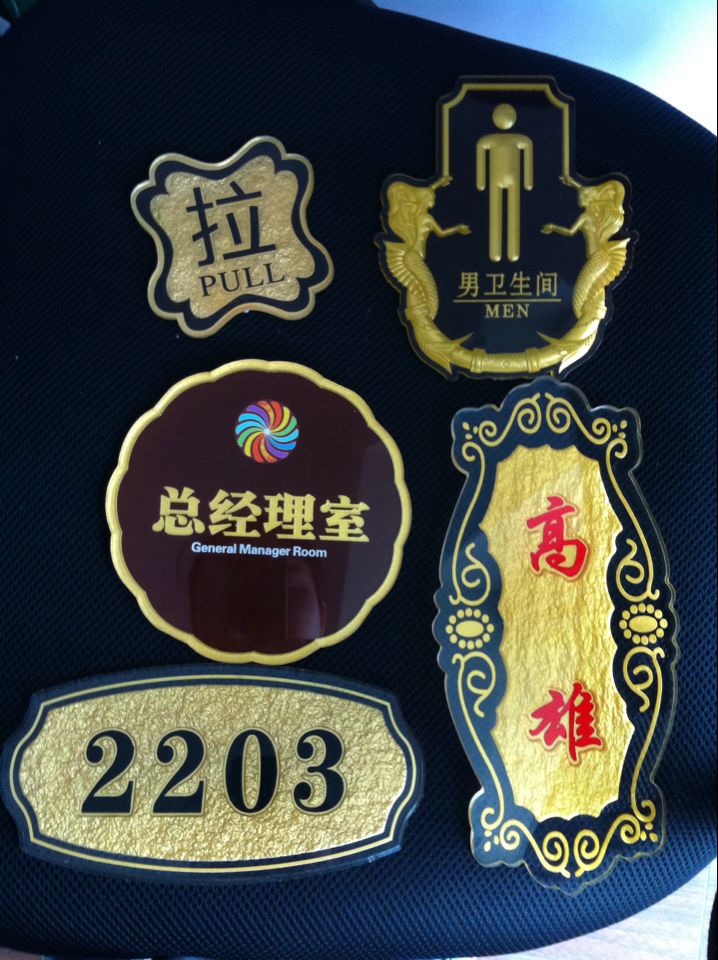 拉
PULL
男卫生间
MEN
总经理室
General Manager Room
高
雄
2203